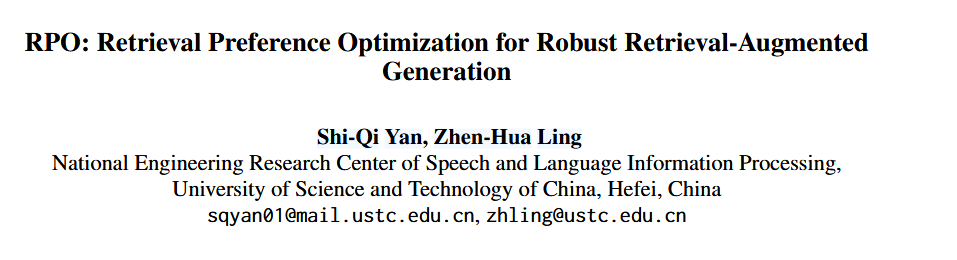 RPO: Retrieval Preference Optimization for Robust Retrieval-Augmented
Generation
Shi-Qi Yan, Zhen-Hua Ling
National Engineering Research Center of Speech and Language Information Processing,
University of Science and Technology of China, Hefei, China
sqyan01@mail.ustc.edu.cn, zhling@ustc.edu.cn